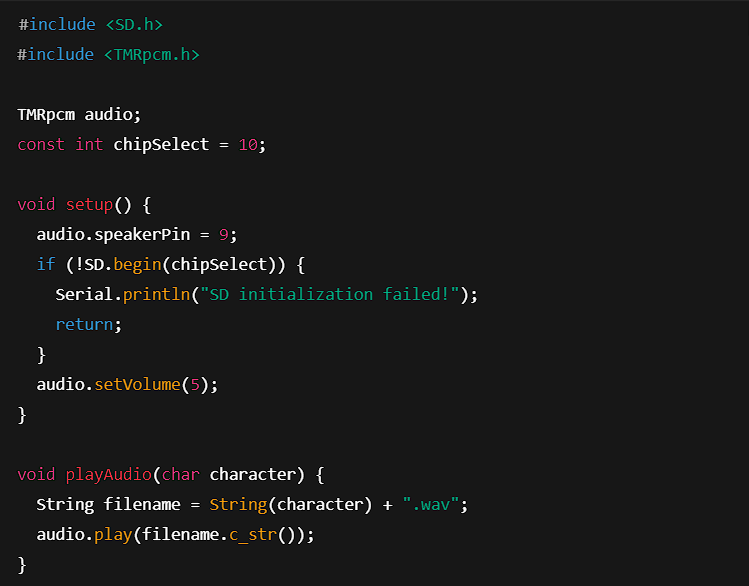 #include <SD.h>
#include <TMRpcm.h>

TMRpcm audio;
const int chipSelect = 10;

void setup() {
  audio.speakerPin = 9;
  if (!SD.begin(chipSelect)) {
    Serial.println("SD initialization failed!");
    return;
  }
  audio.setVolume(5);
}

void playAudio(char character) {
  String filename = String(character) + ".wav";
  audio.play(filename.c_str());
}